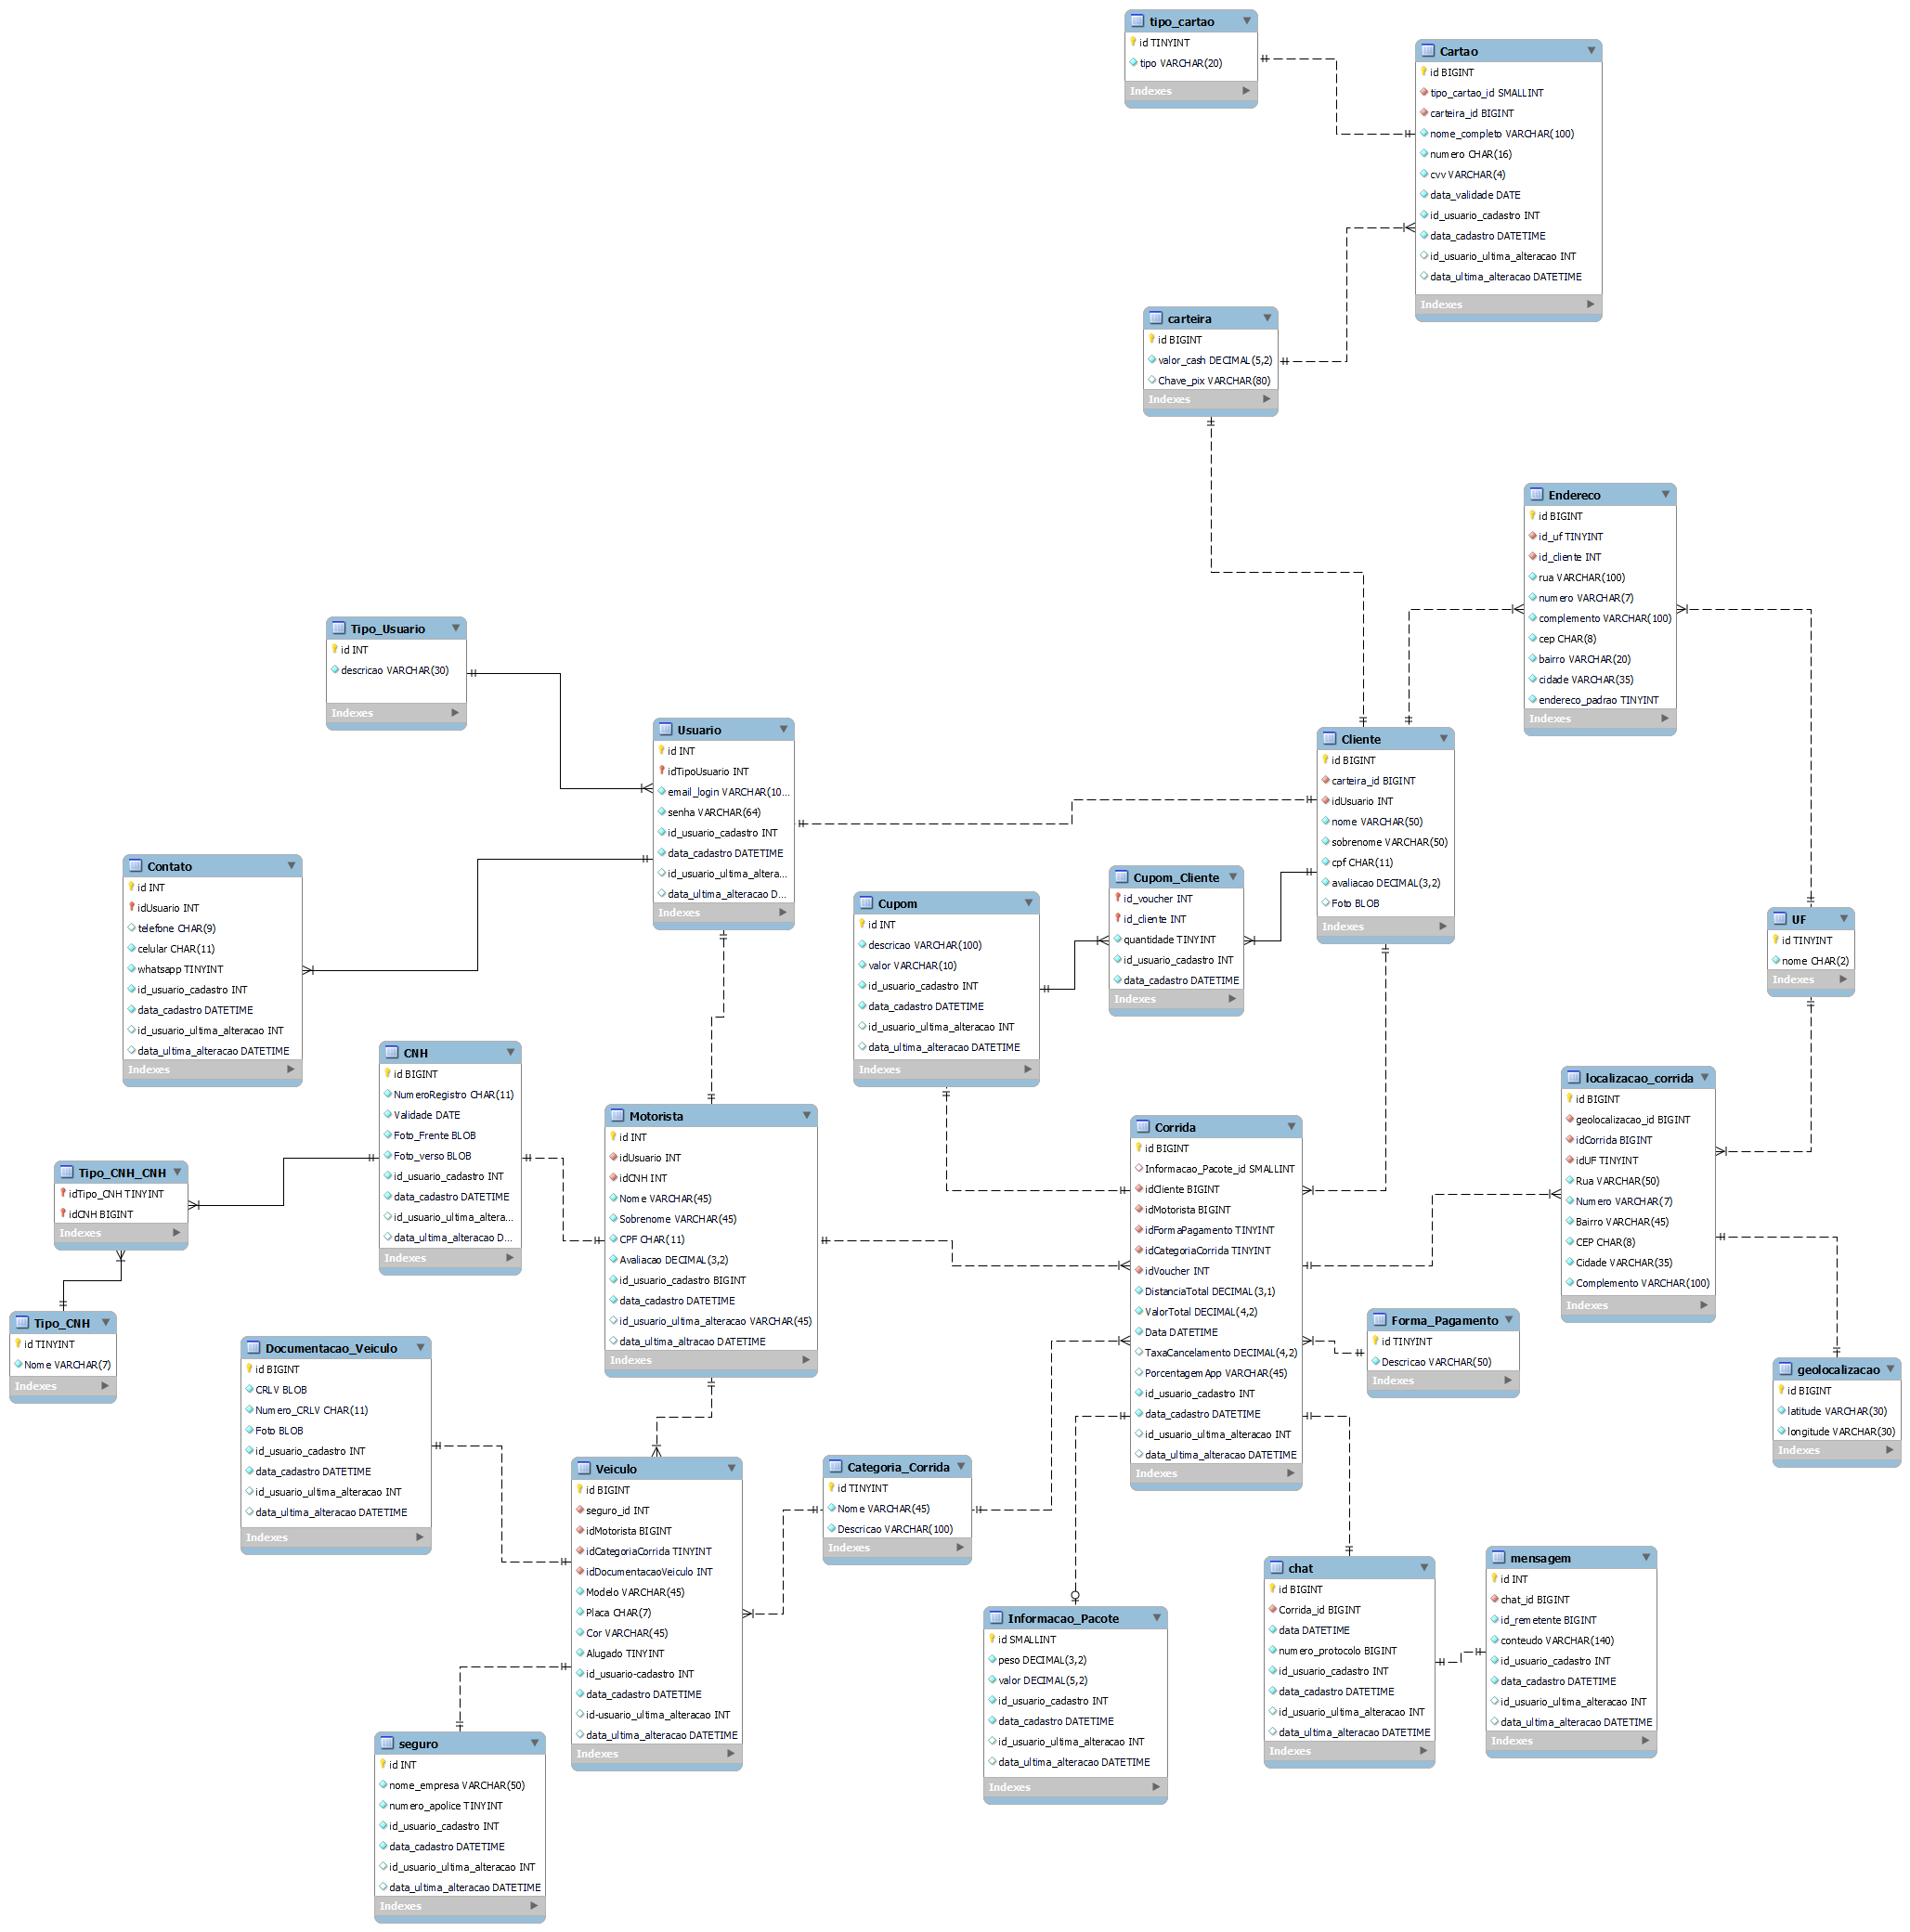 tipo_cartao
id TINYINT
tipo VARCHAR(20)
Indexes
Cartao
id BIGINT
tipo_cartao_id SMALLINT
carteira_id BIGINT
nome_completo VARCHAR(100)
numero CHAR(16)
cvv VARCHAR(4)
data_validade DATE
id_usuario_cadastro INT
data_cadastro DATETIME
id_usuario_ultima_alteracao INT
data_ultima_alteracao DATETIME
Indexes
carteira
id BIGINT
valor_cash DECIMAL(5,2)
Chave_pix VARCHAR(80)
Indexes
Endereco
id BIGINT
id_uf TINYINT
id_cliente INT
rua VARCHAR(100)
numero VARCHAR(7)
complemento VARCHAR(100)
cep CHAR(8)
bairro VARCHAR(20)
cidade VARCHAR(35)
endereco_padrao TINYINT
Indexes
Tipo_Usuario
id INT
descricao VARCHAR(30)
Indexes
Usuario
id INT
idTipoUsuario INT
email_login VARCHAR(10...
senha VARCHAR(64)
id_usuario_cadastro INT
data_cadastro DATETIME
id_usuario_ultima_altera...
data_ultima_alteracao D...
Indexes
Cliente
id BIGINT
carteira_id BIGINT
idUsuario INT
nome VARCHAR(50)
sobrenome VARCHAR(50)
cpf CHAR(11)
avaliacao DECIMAL(3,2)
Foto BLOB
Indexes
Contato
id INT
idUsuario INT
telefone CHAR(9)
celular CHAR(11)
whatsapp TINYINT
id_usuario_cadastro INT
data_cadastro DATETIME
id_usuario_ultima_alteracao INT
data_ultima_alteracao DATETIME
Indexes
Cupom
id INT
descricao VARCHAR(100)
valor VARCHAR(10)
id_usuario_cadastro INT
data_cadastro DATETIME
id_usuario_ultima_alteracao INT
data_ultima_alteracao DATETIME
Indexes
Cupom_Cliente
id_voucher INT
id_cliente INT
quantidade TINYINT
id_usuario_cadastro INT
data_cadastro DATETIME
Indexes
UF
id TINYINT
nome CHAR(2)
Indexes
CNH
id BIGINT
NumeroRegistro CHAR(11)
Validade DATE
Foto_Frente BLOB
Foto_verso BLOB
id_usuario_cadastro INT
data_cadastro DATETIME
id_usuario_ultima_altera...
data_ultima_alteracao D...
Indexes
Motorista
id INT
idUsuario INT
idCNH INT
Nome VARCHAR(45)
Sobrenome VARCHAR(45)
CPF CHAR(11)
Avaliacao DECIMAL(3,2)
id_usuario_cadastro BIGINT
data_cadastro DATETIME
id_usuario_ultima_alteracao VARCHAR(45)
data_ultima_altracao DATETIME
Indexes
Corrida
id BIGINT
Informacao_Pacote_id SMALLINT
idCliente BIGINT
idMotorista BIGINT
idFormaPagamento TINYINT
idCategoriaCorrida TINYINT
idVoucher INT
DistanciaTotal DECIMAL(3,1)
ValorTotal DECIMAL(4,2)
Data DATETIME
TaxaCancelamento DECIMAL(4,2)
PorcentagemApp VARCHAR(45)
id_usuario_cadastro INT
data_cadastro DATETIME
id_usuario_ultima_alteracao INT
data_ultima_alteracao DATETIME
Indexes
localizacao_corrida
id BIGINT
geolocalizacao_id BIGINT
idCorrida BIGINT
idUF TINYINT
Rua VARCHAR(50)
Numero VARCHAR(7)
Bairro VARCHAR(45)
CEP CHAR(8)
Cidade VARCHAR(35)
Complemento VARCHAR(100)
Indexes
Tipo_CNH_CNH
idTipo_CNH TINYINT
idCNH BIGINT
Indexes
Tipo_CNH
id TINYINT
Nome VARCHAR(7)
Indexes
Documentacao_Veiculo
id BIGINT
CRLV BLOB
Numero_CRLV CHAR(11)
Foto BLOB
id_usuario_cadastro INT
data_cadastro DATETIME
id_usuario_ultima_alteracao INT
data_ultima_alteracao DATETIME
Indexes
Forma_Pagamento
id TINYINT
Descricao VARCHAR(50)
Indexes
geolocalizacao
id BIGINT
latitude VARCHAR(30)
longitude VARCHAR(30)
Indexes
Veiculo
id BIGINT
seguro_id INT
idMotorista BIGINT
idCategoriaCorrida TINYINT
idDocumentacaoVeiculo INT
Modelo VARCHAR(45)
Placa CHAR(7)
Cor VARCHAR(45)
Alugado TINYINT
id_usuario-cadastro INT
data_cadastro DATETIME
id-usuario_ultima_alteração INT
data_ultima_alteracao DATETIME
Indexes
Categoria_Corrida
id TINYINT
Nome VARCHAR(45)
Descricao VARCHAR(100)
Indexes
Informacao_Pacote
id SMALLINT
peso DECIMAL(3,2)
valor DECIMAL(5,2)
id_usuario_cadastro INT
data_cadastro DATETIME
id_usuario_ultima_alteracao INT
data_ultima_alteracao DATETIME
Indexes
chat
id BIGINT
Corrida_id BIGINT
data DATETIME
numero_protocolo BIGINT
id_usuario_cadastro INT
data_cadastro DATETIME
id_usuario_ultima_alteracao INT
data_ultima_alteracao DATETIME
Indexes
mensagem
id INT
chat_id BIGINT
id_remetente BIGINT
conteudo VARCHAR(140)
id_usuario_cadastro INT
data_cadastro DATETIME
id_usuario_ultima_alteracao INT
data_ultima_alteracao DATETIME
Indexes
seguro
id INT
nome_empresa VARCHAR(50)
numero_apolice TINYINT
id_usuario_cadastro INT
data_cadastro DATETIME
id_usuario_ultima_alteracao INT
data_ultima_alteracao DATETIME
Indexes